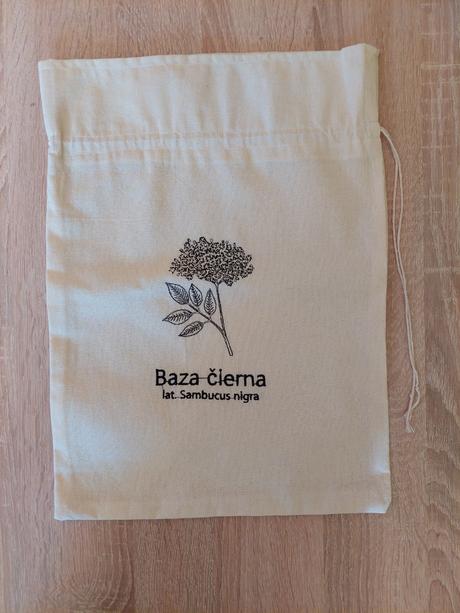 Baza čierna
lat. Sambucus nigra